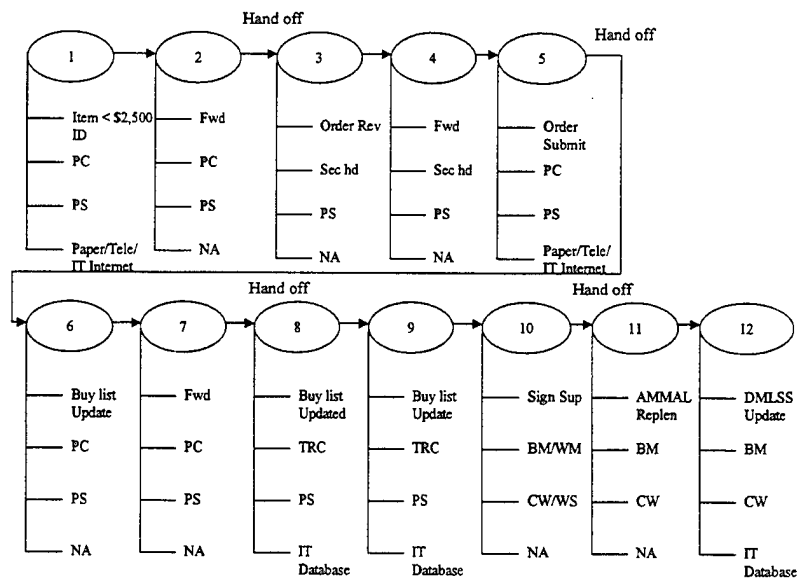 Hand off
Hand off
1
2
3
4
5
Item < $2,500
ID
PC
PS
Paper/Tele/
IT Internet
Fwd
PC
PS
NA
Order Rev
Sec hd
PS
NA
Fwd
Sec hd
PS
NA
Order
Submit
PC
PS
Paper/Tele/
IT Internet
Hand off
Hand off
6
7
8
9
10
11
12
Buy list
Update
PC
PS
NA
Fwd
PC
PS
NA
Buy list
Updated
TRC
PS
IT
Database
Buy list
Update
TRC
PS
IT
Database
Sign Sup
BM/WM
CW/WS
NA
AMMAL
Replen
BM
CW
NA
DMLSS
Update
BM
CW
IT
Database